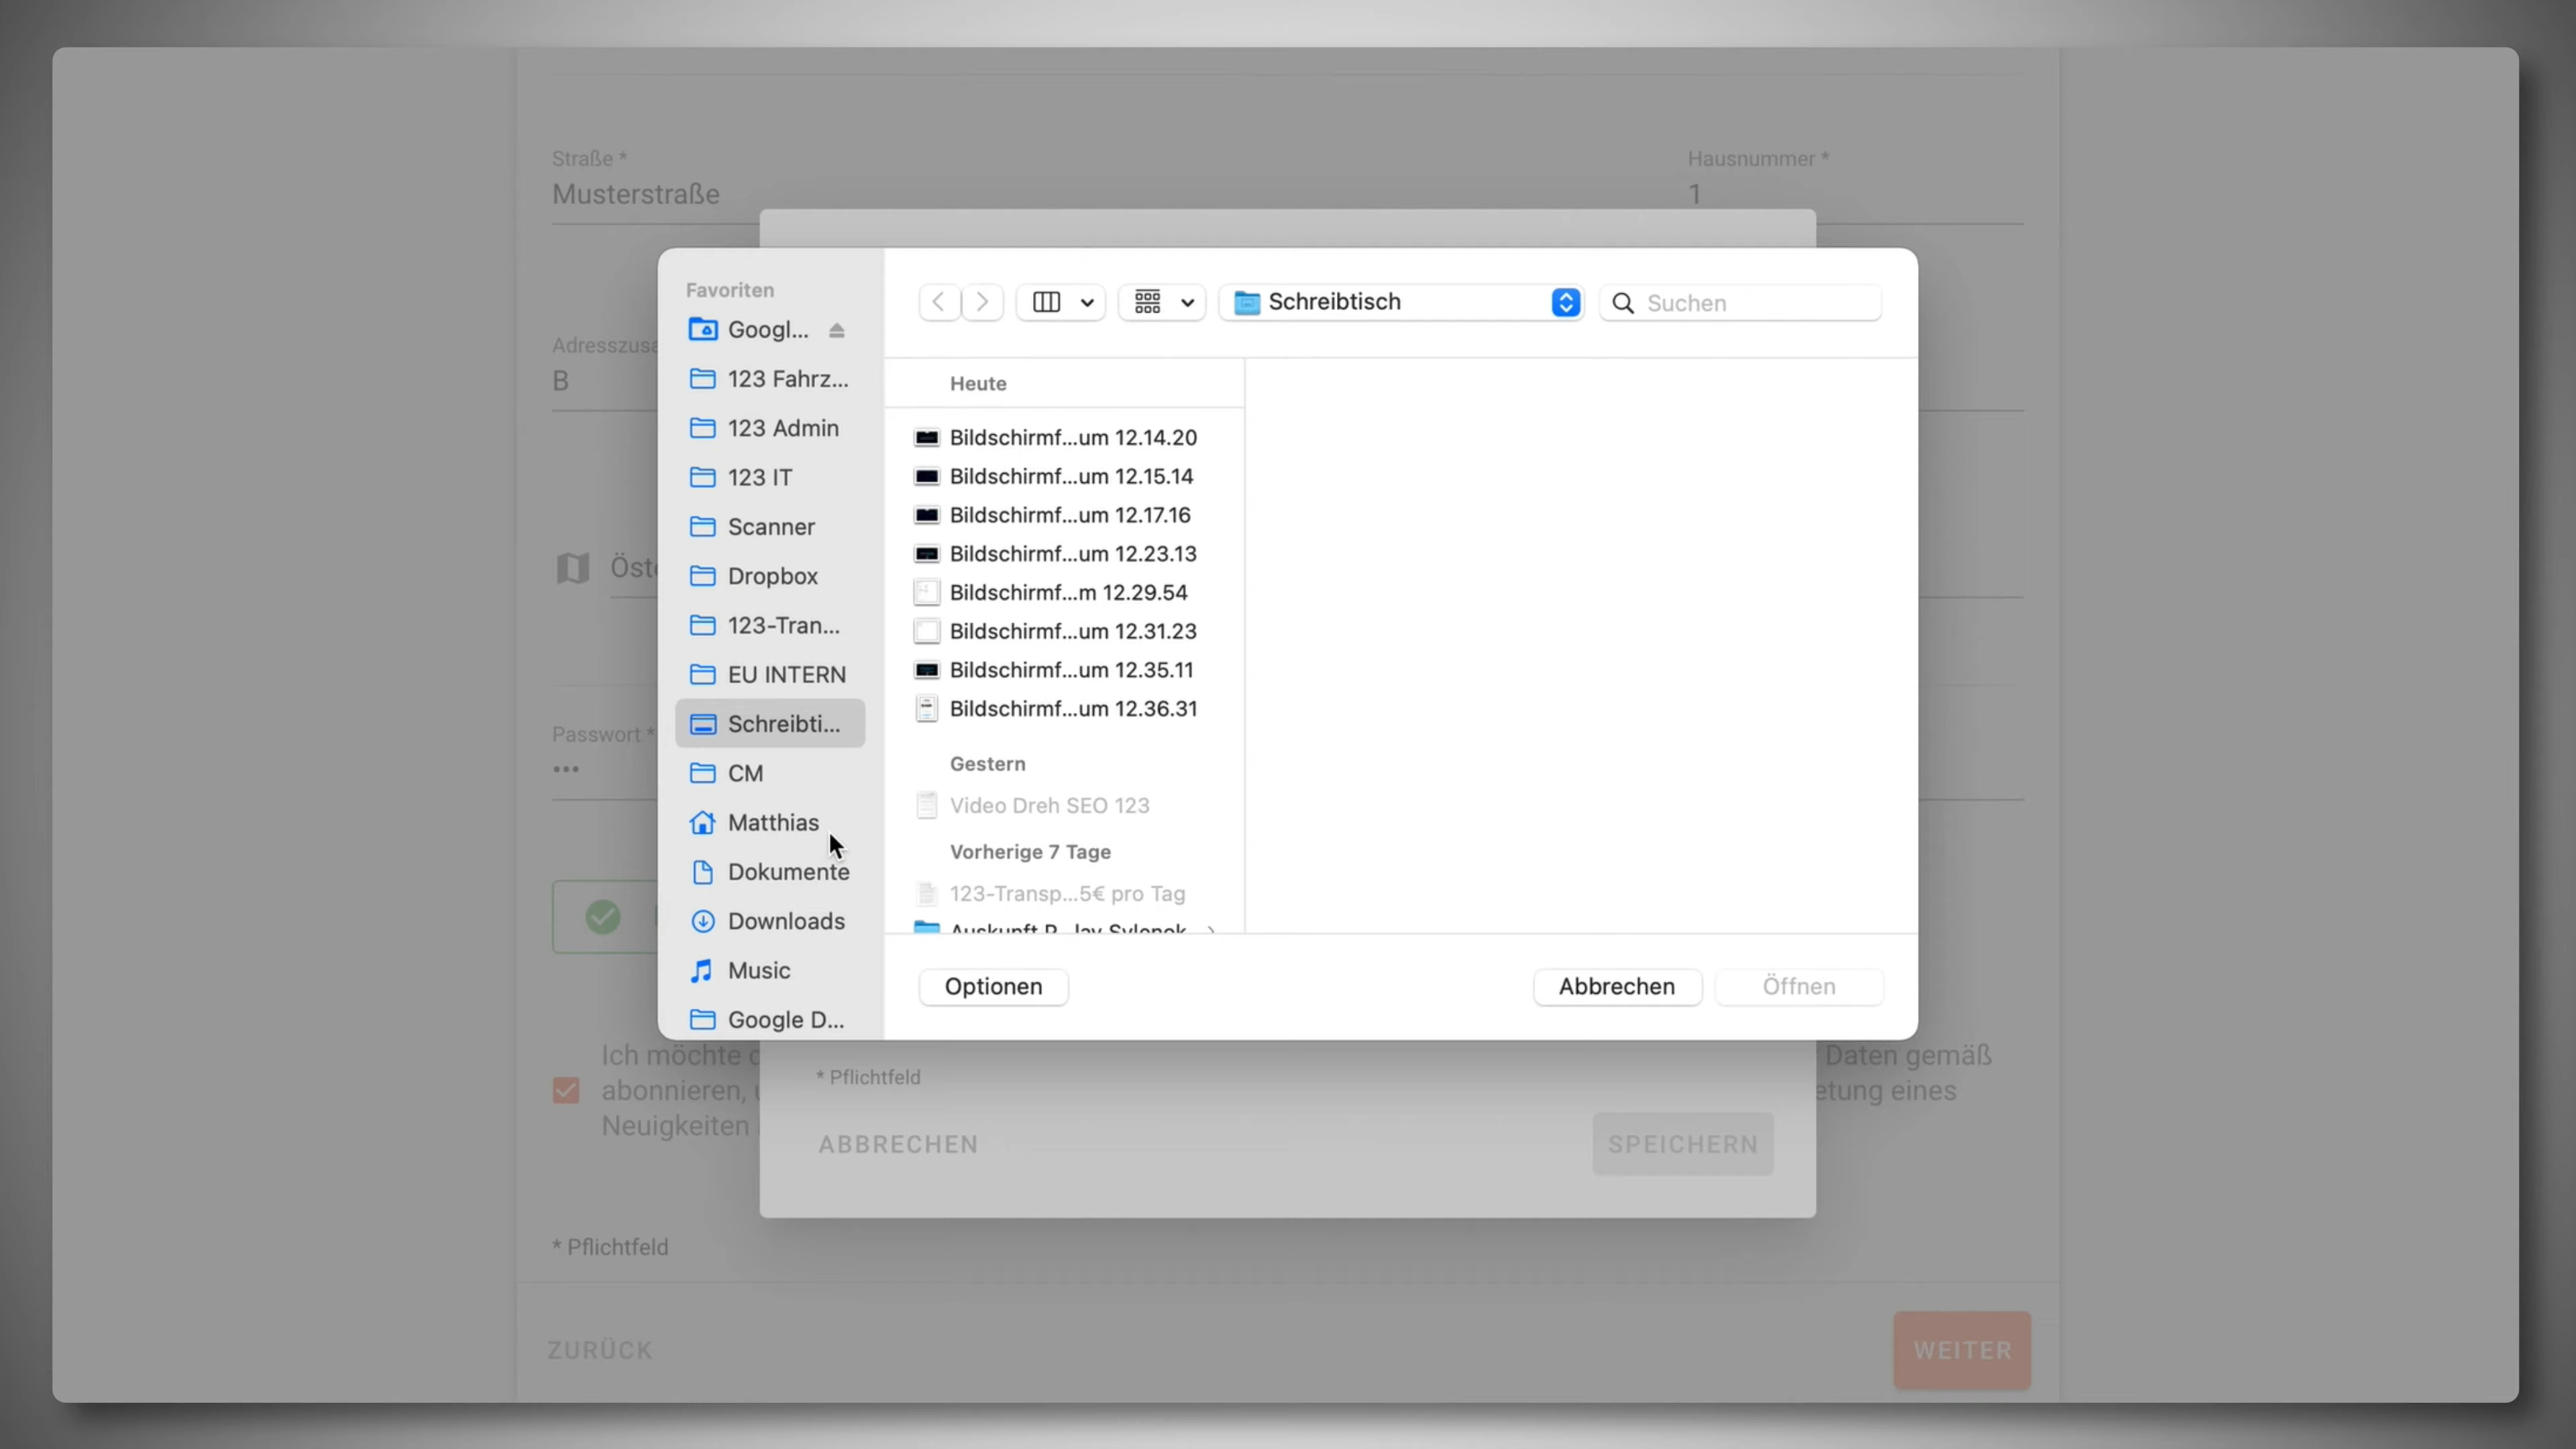 Straße *
Hausnummer *
Musterstraße
1
Favoriten
Googl...
123 Fahrz...
123 Admin
123 IT
Scanner
Dropbox
123-Tran...
EU INTERN
Schreibti...
CM
Matthias
Dokumente
Downloads
Music
Google D...
Schreibtisch
Suchen
Heute
Bildschirmf...um 12.14.20
Bildschirmf...um 12.15.14
Bildschirmf...um 12.17.16
Bildschirmf...um 12.23.13
Bildschirmf...m 12.29.54
Bildschirmf...um 12.31.23
Bildschirmf...um 12.35.11
Bildschirmf...um 12.36.31
Gestern
Video Dreh SEO 123
Vorherige 7 Tage
123-Transp...5€ pro Tag
Optionen
Abbrechen
Öffnen
B
Passwort *
•••
Ich möchte
Daten gemäß
abonnieren,
eines
Neuigkeiten
* Pflichtfeld
ABBRECHEN
SPEICHERN
* Pflichtfeld
ZURÜCK
WEITER